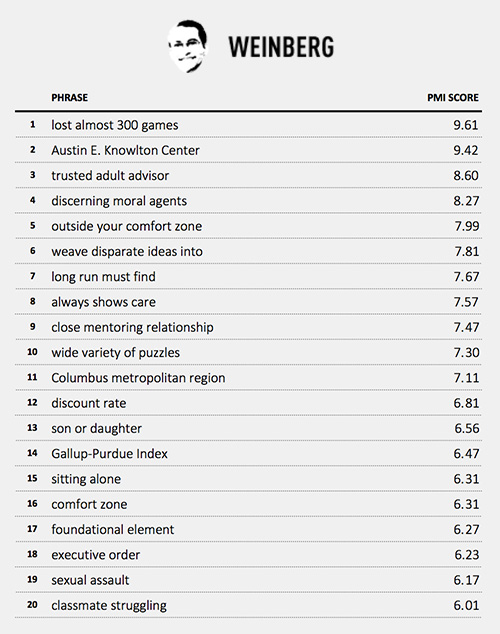 WEINBERG
PHRASE PMI SCORE
1 lost almost 300 games 9.61
2 Austin E. Knowlton Center 9.42
3 trusted adult advisor 8.60
4 discerning moral agents 8.27
5 outside your comfort zone 7.99
6 weave disparate ideas into 7.81
7 long run must find 7.67
8 always shows care 7.57
9 close mentoring relationship 7.47
10 wide variety of puzzles 7.30
11 Columbus metropolitan region 7.11
12 discount rate 6.81
13 son or daughter 6.56
14 Gallup-Purdue Index 6.47
15 sitting alone 6.31
16 comfort zone 6.31
17 foundational element 6.27
18 executive order 6.23
19 sexual assault 6.17
20 classmate struggling 6.01